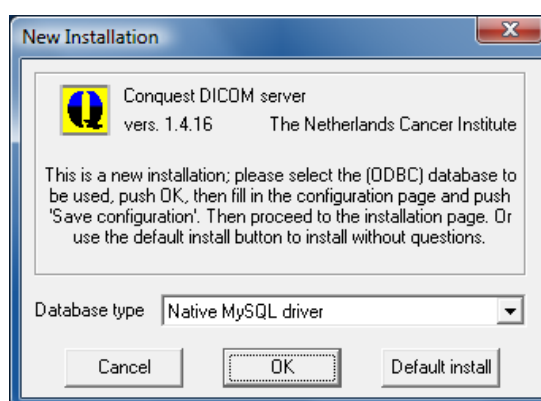 New Installation
Conquest DICOM server
vers. 1.4.16 The Netherlands Cancer Institute
This is a new installation; please select the (ODBC) database to
be used, push OK, then fill in the configuration page and push
'Save configuration'. Then proceed to the installation page. Or
use the default install button to install without questions.
Database type Native MySQL driver
Cancel OK Default install